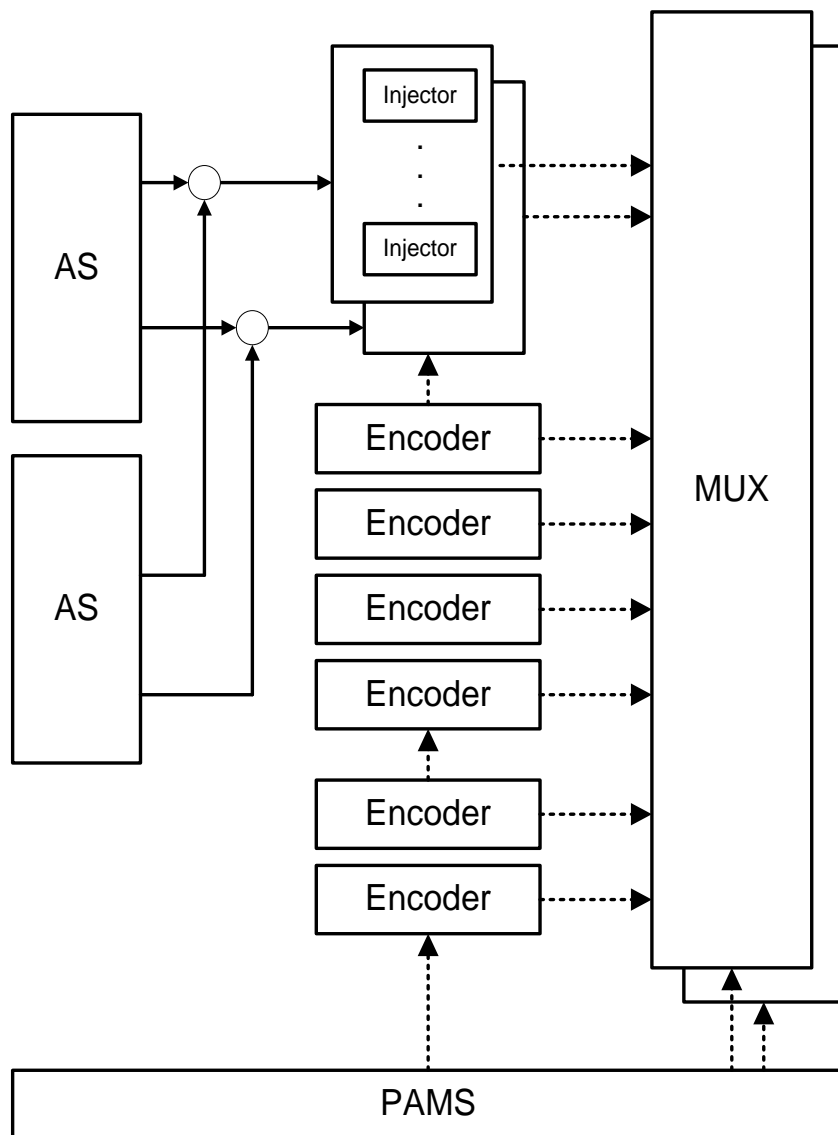 Injector
.
.
.
Injector
AS
AS
Encoder
Encoder
Encoder
Encoder
Encoder
Encoder
MUX
PAMS